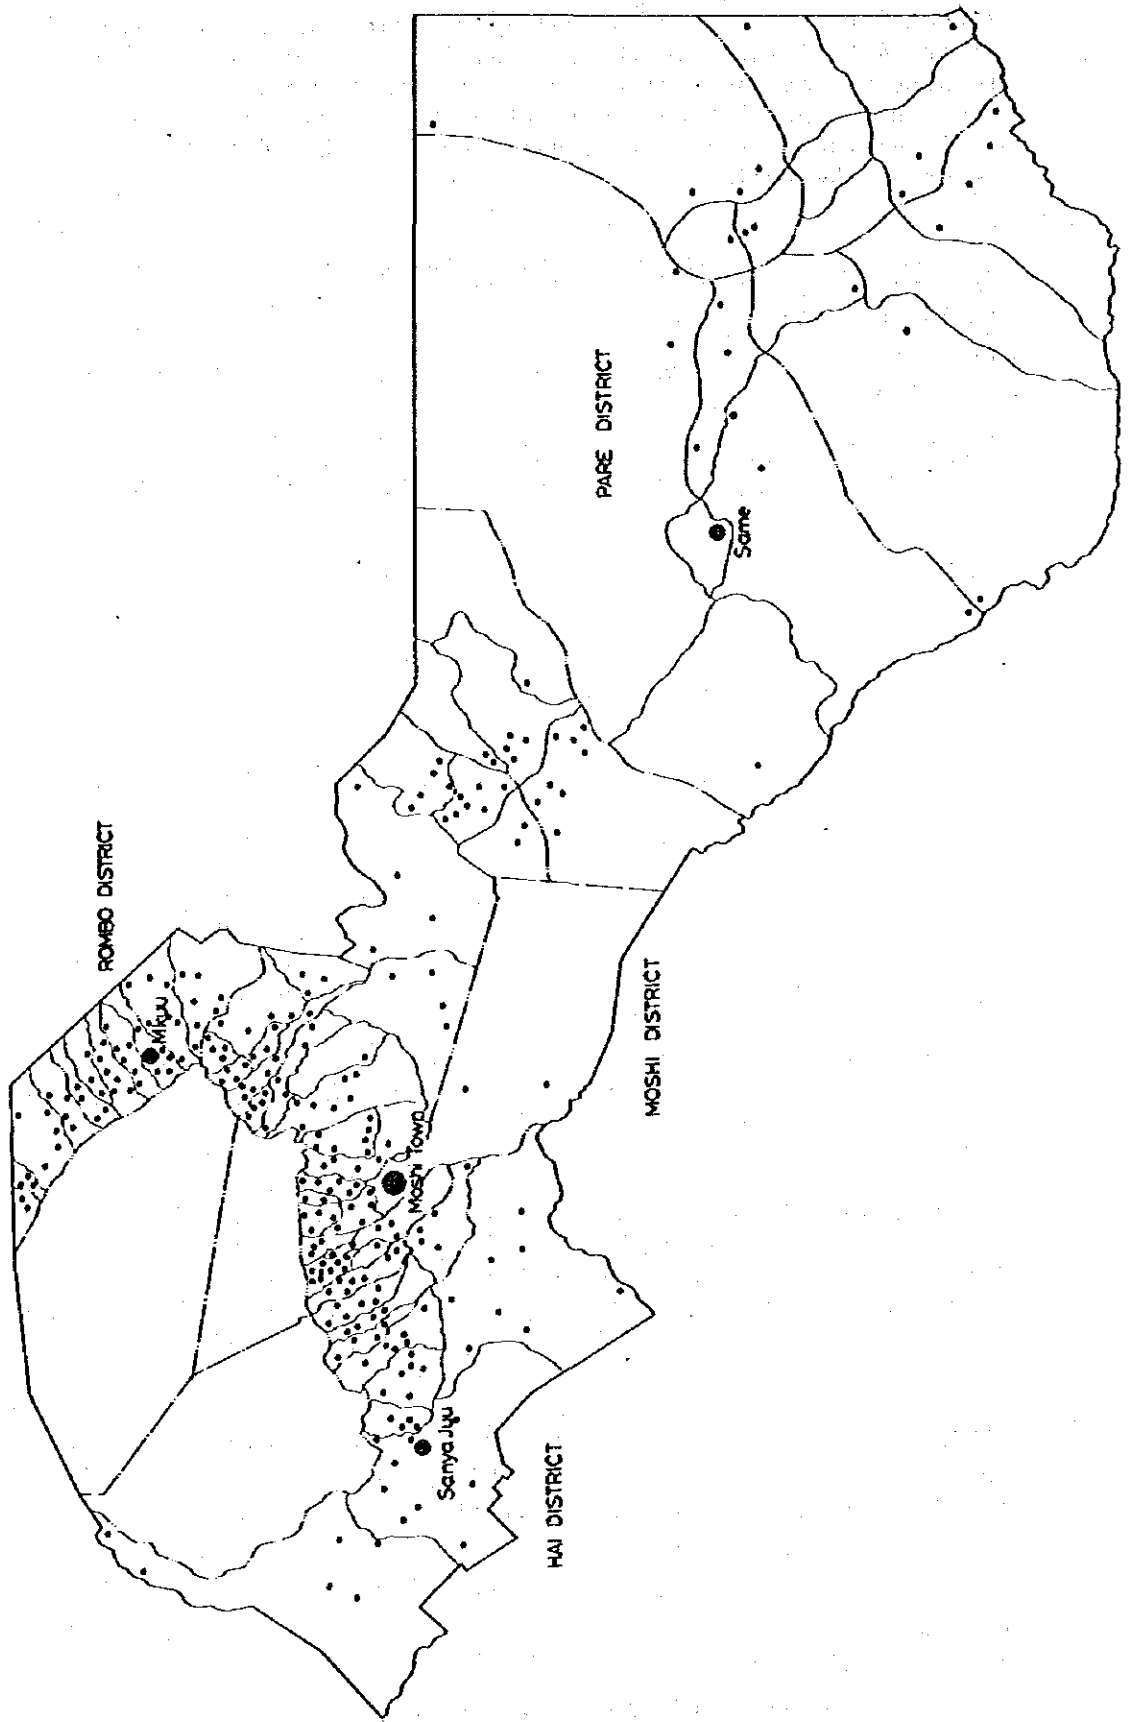 ROMBO DISTRICT
Mkuu
PARE DISTRICT
Same
Moshi Town
MOSHI DISTRICT
Sanya Juu
HAI DISTRICT